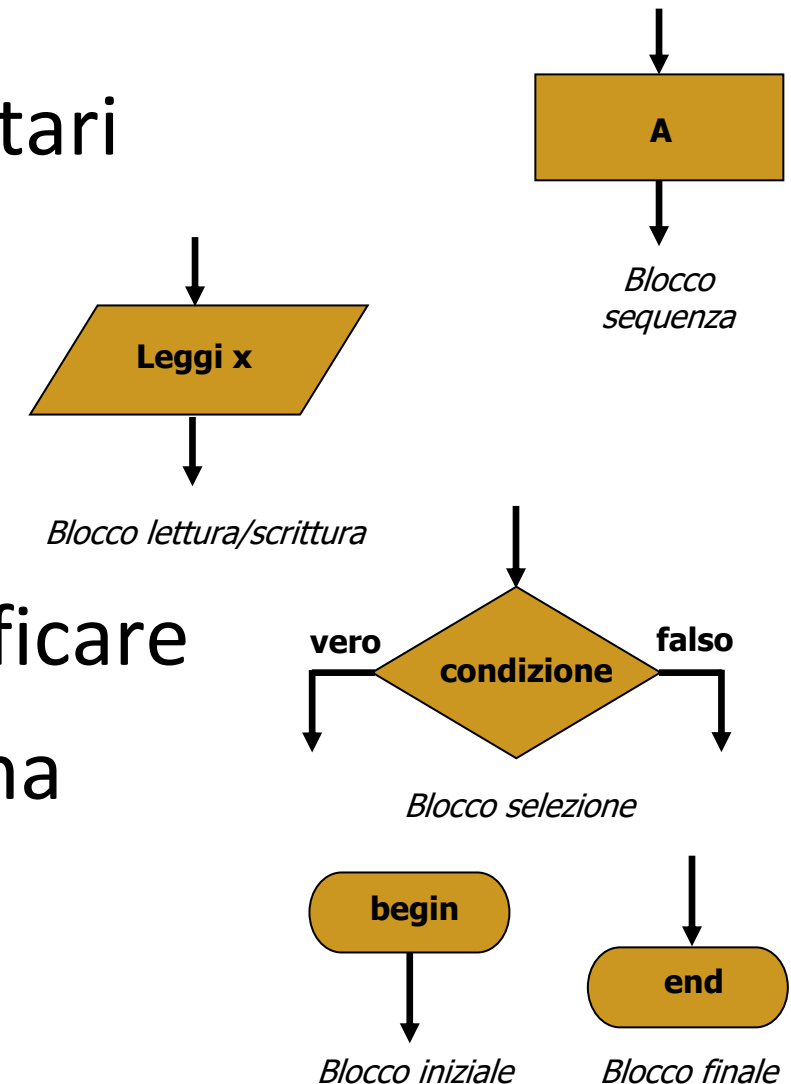 tari
A
Blocco
sequenza
Leggi x
Blocco lettura/scrittura
ficare
vero
falso
condizione
na
Blocco selezione
begin
end
Blocco iniziale
Blocco finale